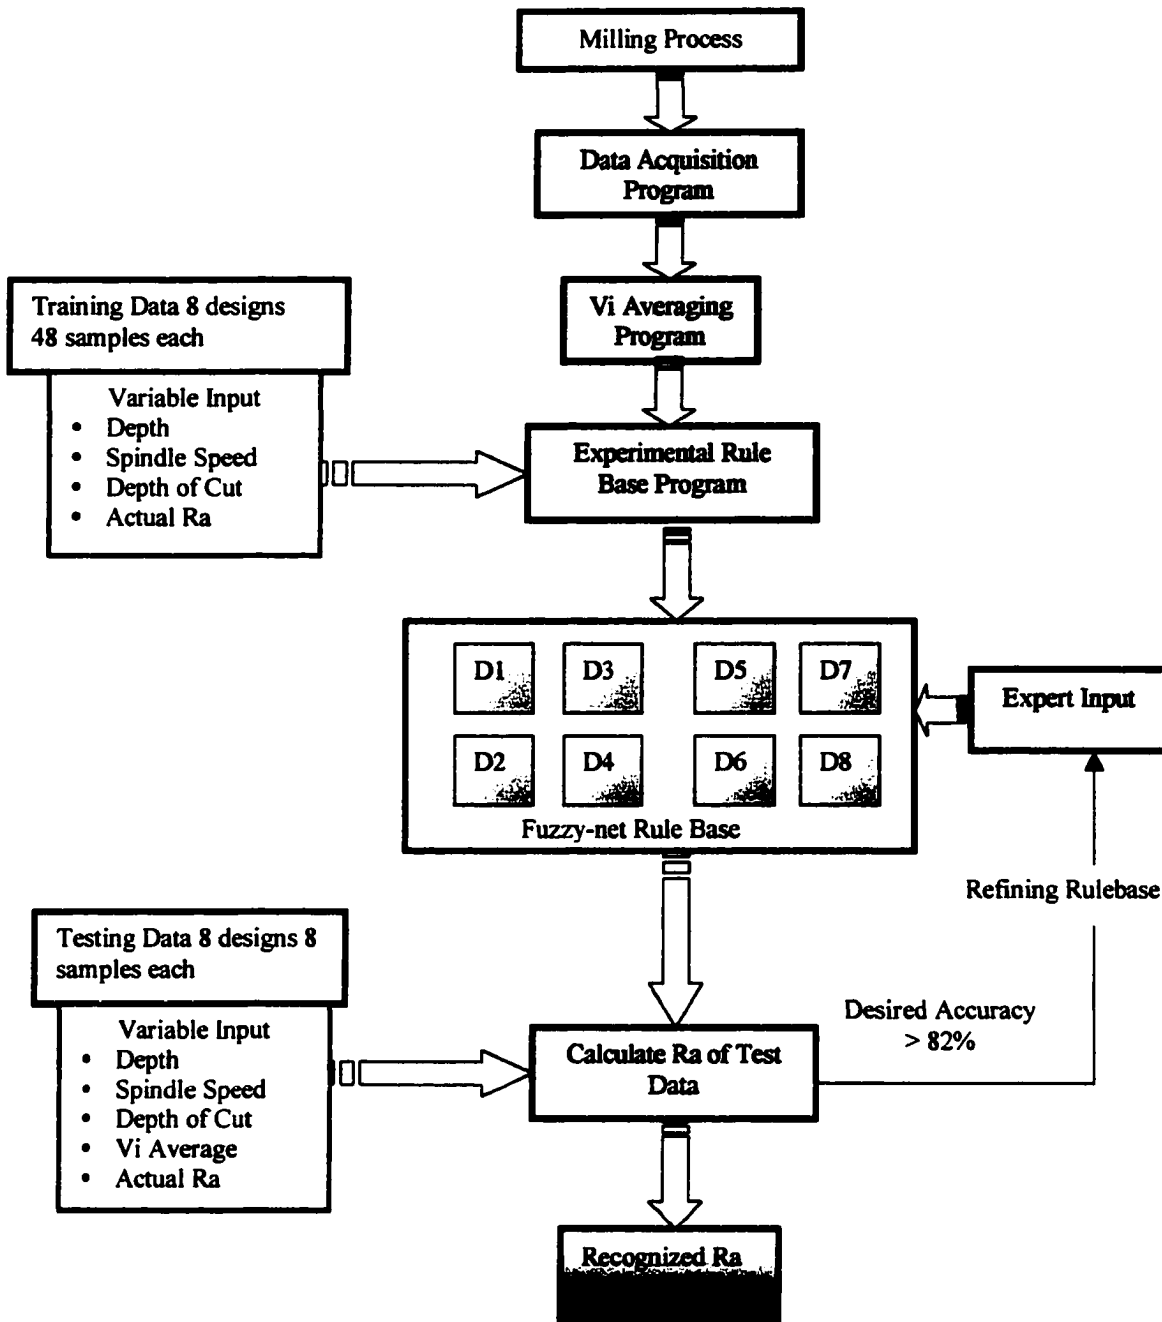 Milling Process
Data Acquisition
Program
Vi Averaging
Program
Training Data 8 designs
48 samples each
Variable Input
• Depth
• Spindle Speed
• Depth of Cut
• Actual Ra
Experimental Rule
Base Program
D1 D3 D5 D7
D2 D4 D6 D8
Fuzzy-net Rule Base
Expert Input
Refining Rulebase
Testing Data 8 designs 8
samples each
Variable Input
• Depth
• Spindle Speed
• Depth of Cut
• Vi Average
• Actual Ra
Calculate Ra of Test
Data
Desired Accuracy
> 82%
Recognized Ra